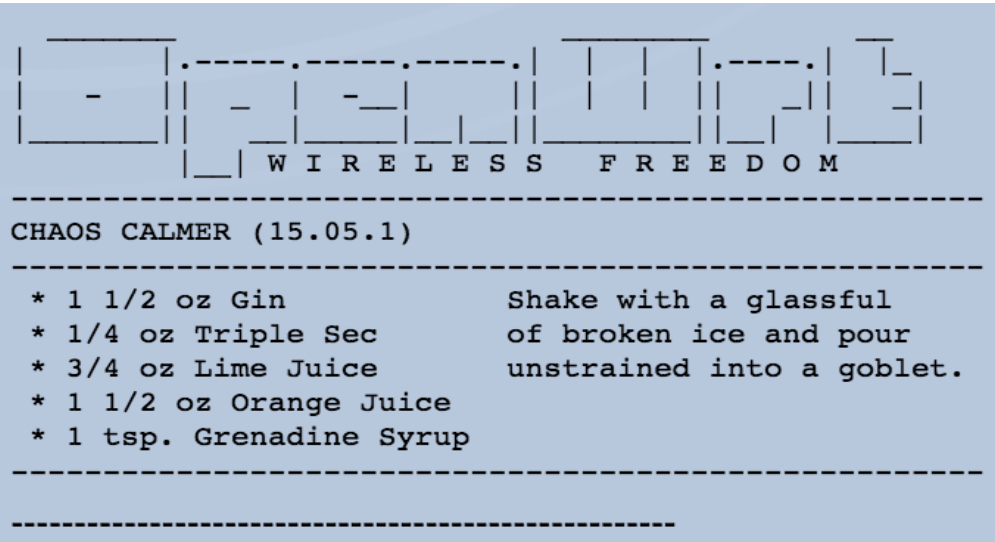 OpenWrt
W I R E L E S S   F R E E D O M
-----------------------------------------------------
CHAOS CALMER (15.05.1)
-----------------------------------------------------
* 1 1/2 oz Gin            Shake with a glassful
* 1/4 oz Triple Sec       of broken ice and pour
* 3/4 oz Lime Juice       unstrained into a goblet.
* 1 1/2 oz Orange Juice
* 1 tsp. Grenadine Syrup
-----------------------------------------------------
-----------------------------------------------------